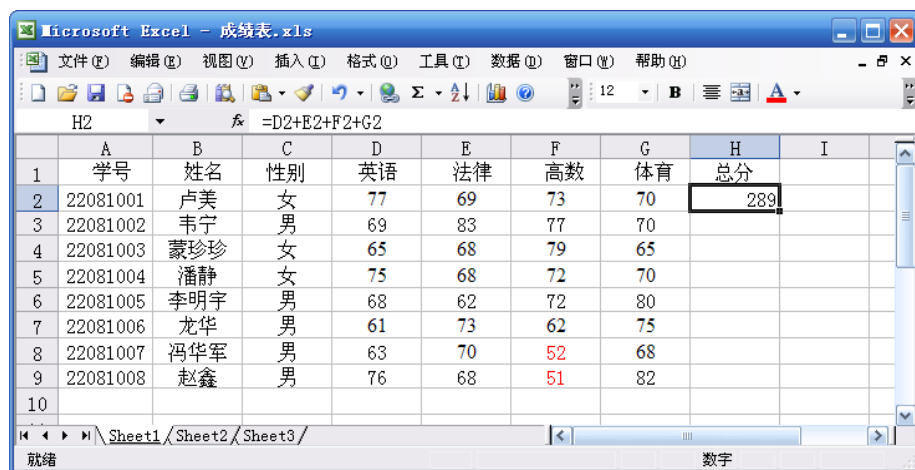 Microsoft Excel - 成绩表.xls
文件(F) 编辑(E) 视图(V) 插入(I) 格式(O) 工具(T) 数据(D) 窗口(W) 帮助(H)
Σ 12 B A
H2 fx =D2+E2+F2+G2
A B C D E F G H I
1 学号 姓名 性别 英语 法律 高数 体育 总分
2 22081001 卢美 女 77 69 73 70 289
3 22081002 韦宁 男 69 83 77 70
4 22081003 蒙珍珍 女 65 68 79 65
5 22081004 潘静 女 75 68 72 70
6 22081005 李明宇 男 68 62 72 80
7 22081006 龙华 男 61 73 62 75
8 22081007 冯华军 男 63 70 52 68
9 22081008 赵鑫 男 76 68 51 82
10
Sheet1 Sheet2 Sheet3
就绪 数字